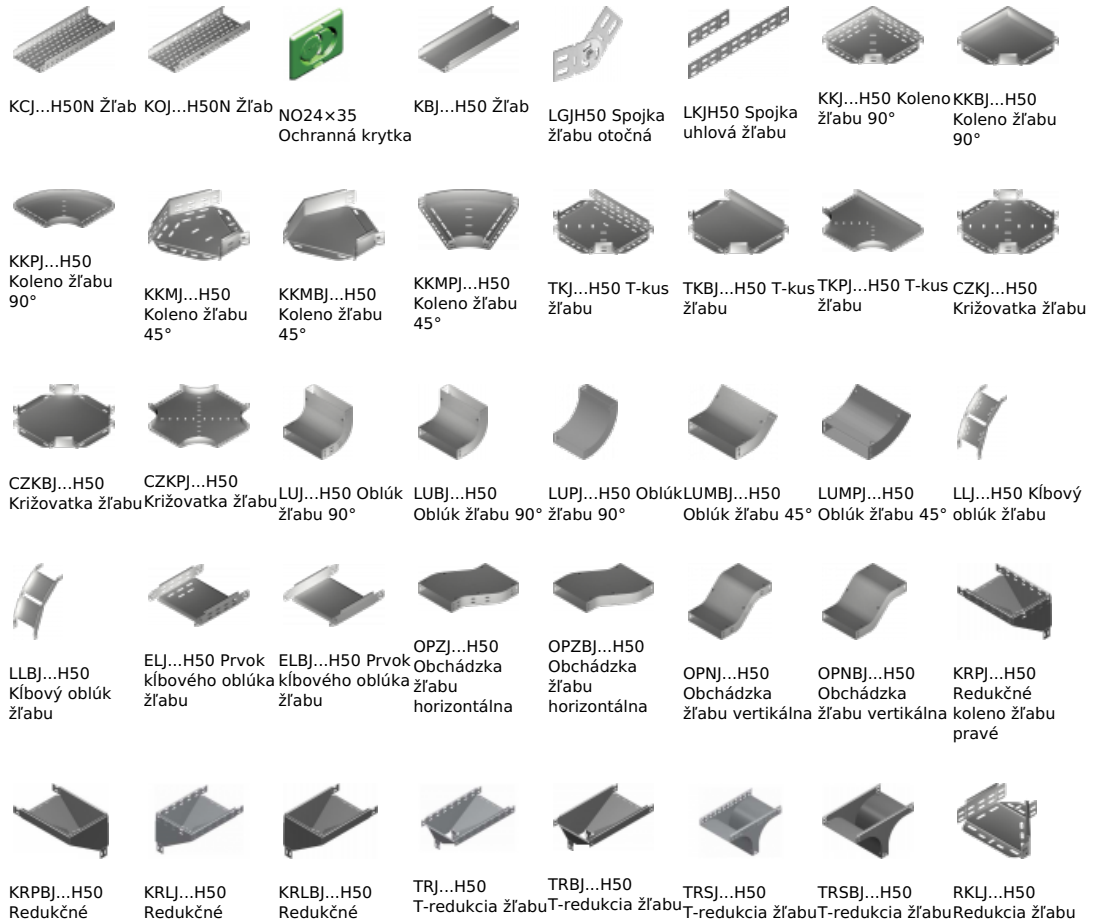 KCJ...H50N Žľab
KOJ...H50N Žľab
NO24×35
Ochranná krytka
KBJ...H50 Žľab
LGJH50 Spojka
žľabu otočná
LKJH50 Spojka
uhlová žľabu
KKJ...H50 Koleno
žľabu 90°
KKBJ...H50
Koleno žľabu
90°
KKPJ...H50
Koleno žľabu
90°
KKMJ...H50
Koleno žľabu
45°
KKMBJ...H50
Koleno žľabu
45°
KKMPJ...H50
Koleno žľabu
45°
TKJ...H50 T-kus
žľabu
TKBJ...H50 T-kus
žľabu
TKPJ...H50 T-kus
žľabu
CZKJ...H50
Križovatka žľabu
CZKBJ...H50
Križovatka žľabu
CZKPJ...H50
Križovatka žľabu
LUJ...H50 Oblúk
žľabu 90°
LUBJ...H50
Oblúk žľabu 90°
LUPJ...H50 Oblúk
žľabu 90°
LUMBJ...H50
Oblúk žľabu 45°
LUMPJ...H50
Oblúk žľabu 45°
LLJ...H50 Kĺbový
oblúk žľabu
LLBJ...H50
Kĺbový oblúk
žľabu
ELJ...H50 Prvok
kĺbového oblúka
žľabu
ELBJ...H50 Prvok
kĺbového oblúka
žľabu
OPZJ...H50
Obchádzka
žľabu
horizontálna
OPZBJ...H50
Obchádzka
žľabu
horizontálna
OPNJ...H50
Obchádzka
žľabu vertikálna
OPNBJ...H50
Obchádzka
žľabu vertikálna
KRPJ...H50
Redukčné
koleno žľabu
pravé
KRPBJ...H50
Redukčné
KRLJ...H50
Redukčné
KRLBJ...H50
Redukčné
TRJ...H50
T-redukcia žľabu
TRBJ...H50
T-redukcia žľabu
TRSJ...H50
T-redukcia žľabu
TRSBJ...H50
T-redukcia žľabu
RKLJ...H50
Redukcia žľabu